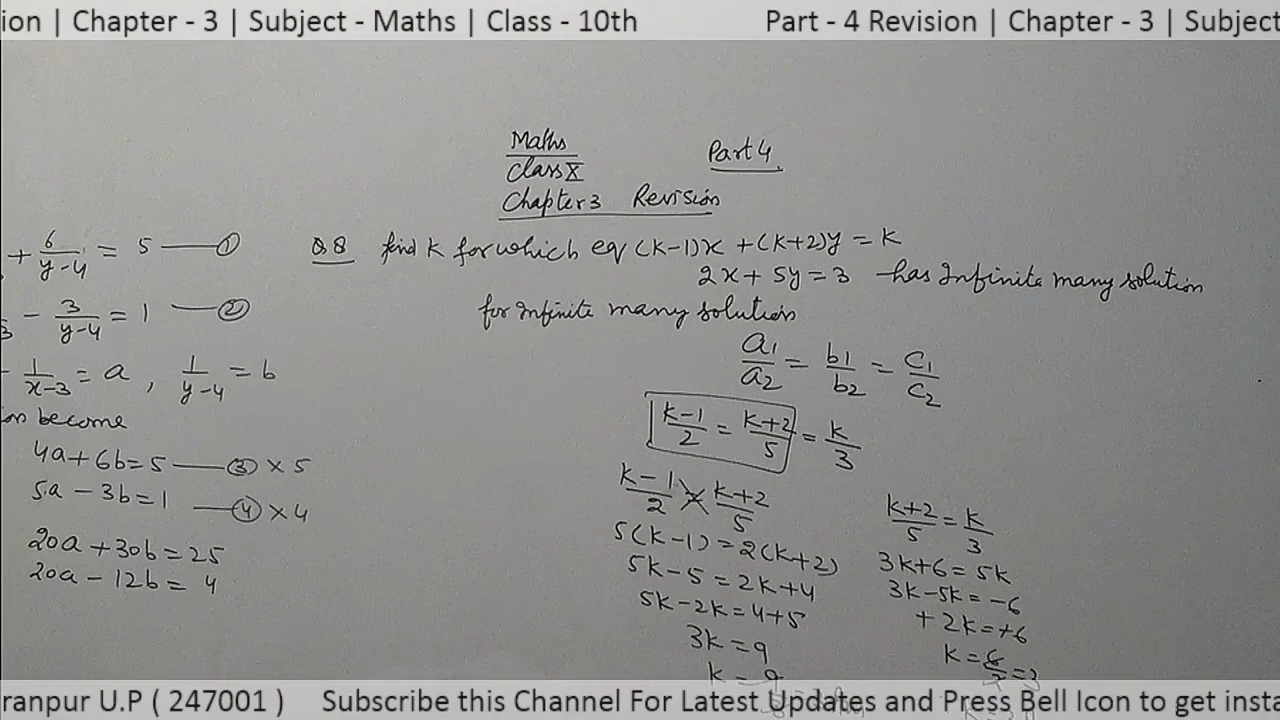 ion | Chapter - 3 | Subject - Maths | Class - 10th Part - 4 Revision | Chapter - 3 | Subject
Maths Part 4
Class X
Chapter 3 Revision
+ 6/(y-4) = 5 — ①
- 3/(y-4) = 1 — ②
1/(x-3) = a , 1/(y-4) = b
become
4a + 6b = 5 — ③ × 5
5a - 3b = 1 — ④ × 4
20a + 30b = 25
20a - 12b = 4
Q.8 find k for which eq (k-1)x + (k+2)y = k
2x + 5y = 3 has Infinite many solution
for Infinite many solution
a1/a2 = b1/b2 = c1/c2
(k-1)/2 = (k+2)/5 = k/3
(k-1)/2 (k+2)/5
5(k-1) = 2(k+2)
5k - 5 = 2k + 4
5k - 2k = 4 + 5
3k = 9
(k+2)/5 = k/3
3k + 6 = 5k
3k - 5k = -6
+ 2k = +6
ranpur U.P ( 247001 ) Subscribe this Channel For Latest Updates and Press Bell Icon to get insta